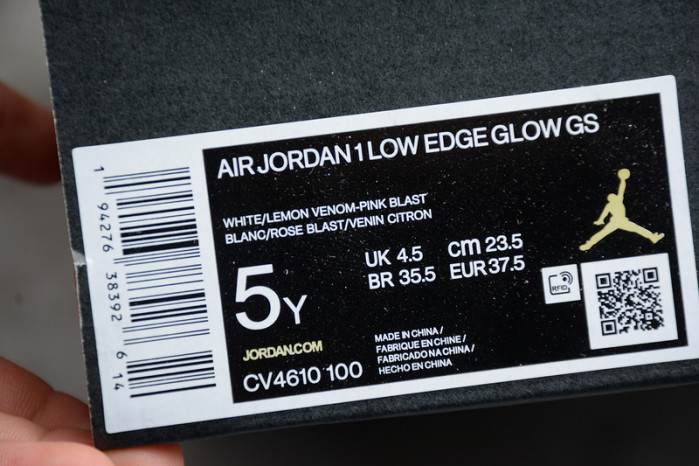 AIR JORDAN 1 LOW EDGE GLOW GS
WHITE/LEMON VENOM-PINK BLAST
BLANC/ROSE BLAST/VENIN CITRON
5Y
UK 4.5 CM 23.5
BR 35.5 EUR 37.5
RFID
JORDAN.COM
CV4610 100
MADE IN CHINA/
FABRIQUE EN CHINE/
FABRICADO NA CHINA/
HECHO EN CHINA
1 94276 38392 614